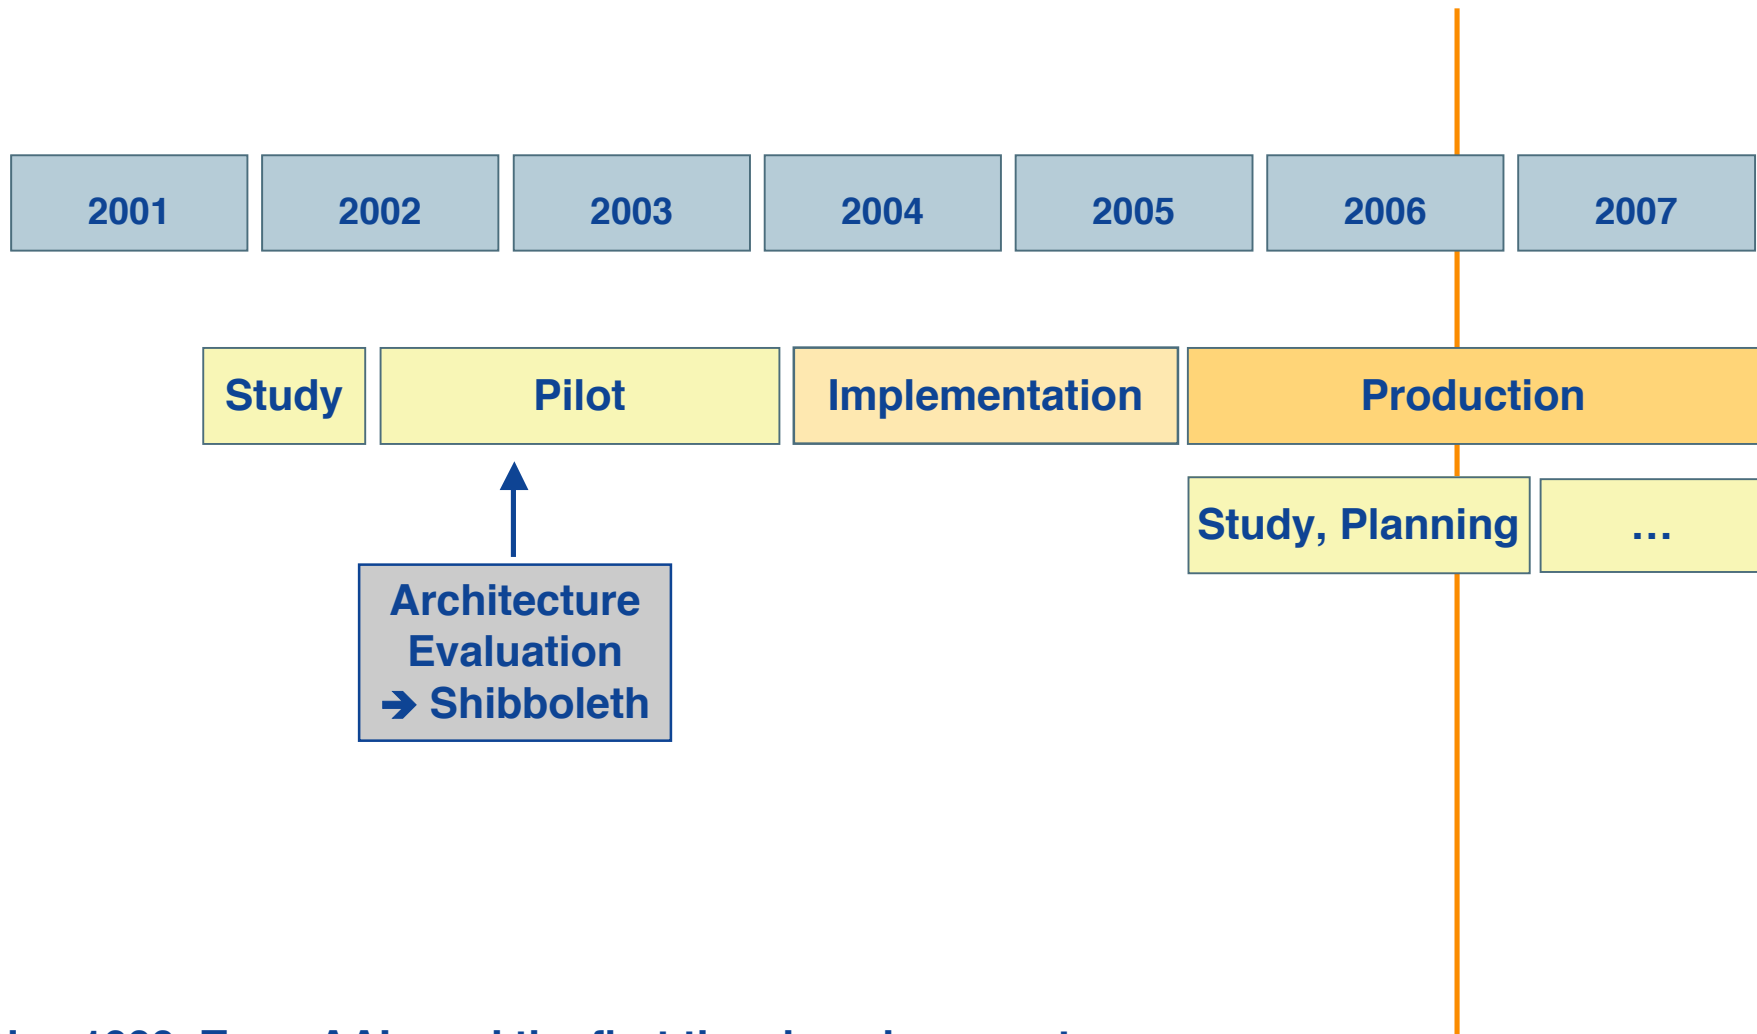 2001 2002 2003 2004 2005 2006 2007
Study Pilot Implementation Production
Study, Planning ...
Architecture
Evaluation
➔ Shibboleth